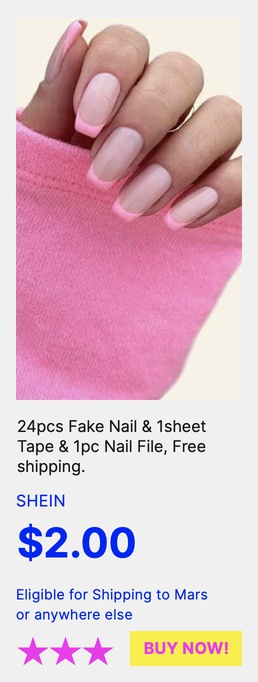 24pcs Fake Nail & 1sheet
Tape & 1pc Nail File, Free
shipping.
SHEIN
$2.00
Eligible for Shipping to Mars
or anywhere else
BUY NOW!